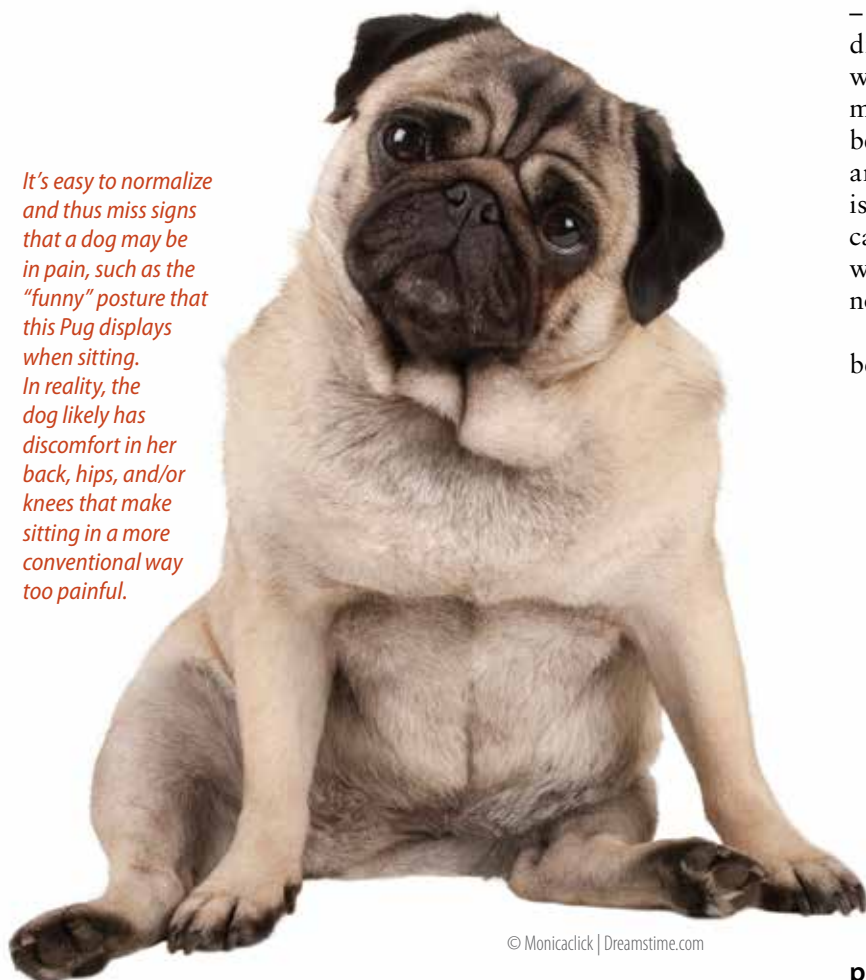 It's easy to normalize
and thus miss signs
that a dog may be
in pain, such as the
“funny” posture that
this Pug displays
when sitting.
In reality, the
dog likely has
discomfort in her
back, hips, and/or
knees that make
sitting in a more
conventional way
too painful.
© Monicaclick | Dreamstime.com